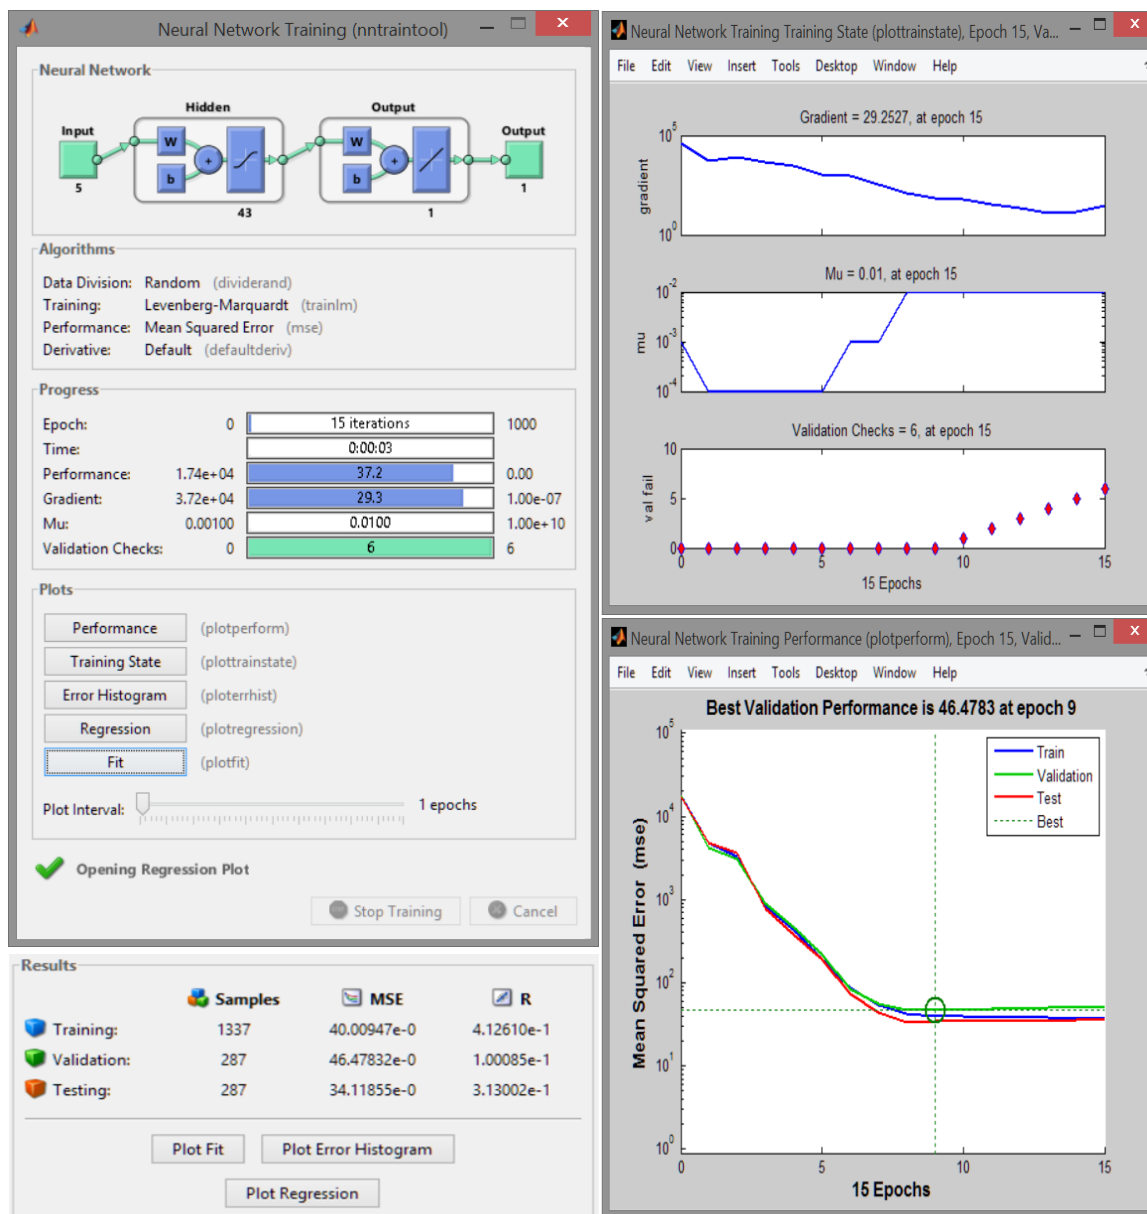 Neural Network Training (nntraintool)
Neural Network
Hidden
Output
Input
Output
W
+
b
W
+
b
5
43
1
1
Algorithms
Data Division: Random (dividerand)
Training: Levenberg-Marquardt (trainlm)
Performance: Mean Squared Error (mse)
Derivative: Default (defaultderiv)
Progress
Epoch: 0 15 iterations 1000
Time: 0:00:03
Performance: 1.74e+04 37.2 0.00
Gradient: 3.72e+04 29.3 1.00e-07
Mu: 0.00100 0.0100 1.00e+10
Validation Checks: 0 6 6
Plots
Performance (plotperform)
Training State (plottrainstate)
Error Histogram (ploterrhist)
Regression (plotregression)
Fit (plotfit)
Plot Interval: 1 epochs
Opening Regression Plot
Stop Training Cancel
Results
Samples MSE R
Training: 1337 40.00947e-0 4.12610e-1
Validation: 287 46.47832e-0 1.00085e-1
Testing: 287 34.11855e-0 3.13002e-1
Plot Fit Plot Error Histogram
Plot Regression
Neural Network Training Training State (plottrainstate), Epoch 15, Va...
File Edit View Insert Tools Desktop Window Help
Gradient = 29.2527, at epoch 15
10^5
10^0
gradient
Mu = 0.01, at epoch 15
10^-2
10^-3
10^-4
mu
Validation Checks = 6, at epoch 15
10
5
0
val fail
0 5 10 15
15 Epochs
Neural Network Training Performance (plotperform), Epoch 15, Valid...
File Edit View Insert Tools Desktop Window Help
Best Validation Performance is 46.4783 at epoch 9
10^5
10^4
10^3
10^2
10^1
10^0
Mean Squared Error (mse)
Train
Validation
Test
Best
0 5 10 15
15 Epochs